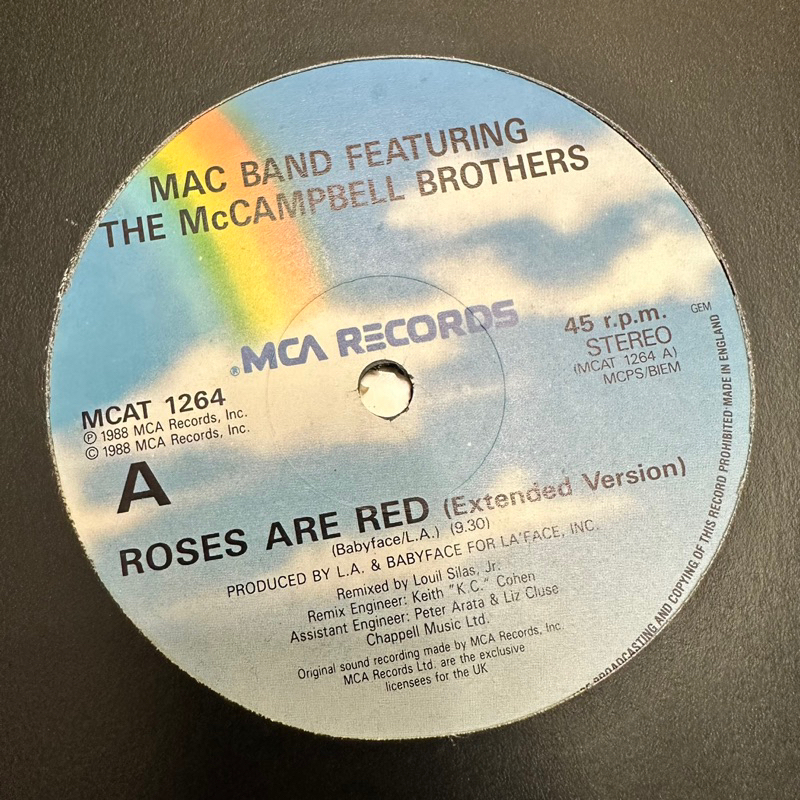 MAC BAND FEATURING
THE McCAMPBELL BROTHERS
®MCA RECORDS
45 r.p.m.
STEREO
(MCAT 1264 A)
MCPS/BIEM
GEM
MCAT 1264
Ⓟ 1988 MCA Records, Inc.
© 1988 MCA Records, Inc.
A
ROSES ARE RED (Extended Version)
(Babyface/L.A.) (9.30)
PRODUCED BY L.A. & BABYFACE FOR LA'FACE, INC.
Remixed by Louil Silas, Jr.
Remix Engineer: Keith "K.C." Cohen
Assistant Engineer: Peter Arata & Liz Cluse
Chappell Music Ltd.
Original sound recording made by MCA Records, Inc.
MCA Records Ltd. are the exclusive
licensees for the UK
BROADCASTING AND COPYING OF THIS RECORD PROHIBITED·MADE IN ENGLAND